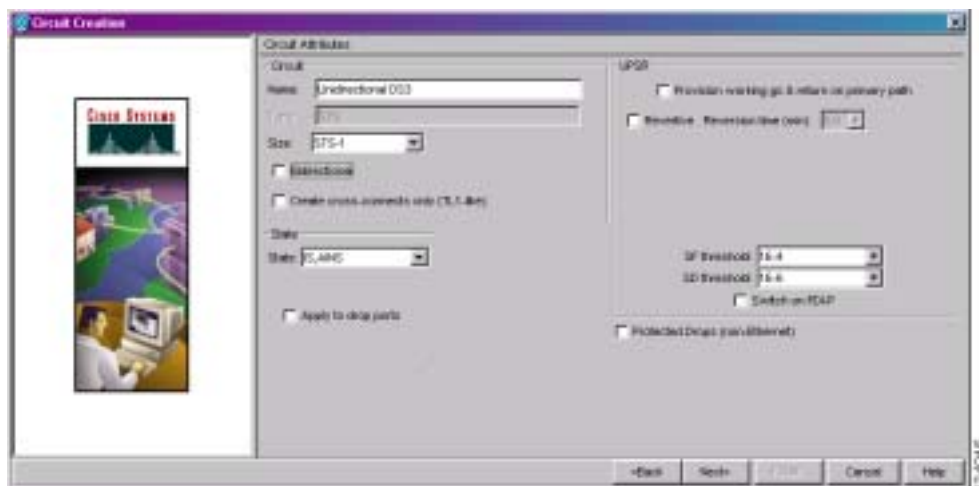 Circuit Creation
Cisco Systems
Circuit Attributes
Circuit
Name: Unidirectional DS3
Type: STS
Size: STS-1
Bidirectional
Create cross-connects only (TL1-like)
State
State: IS,AINS
Apply to drop ports
UPSR
Provision working go & return on primary path
Revertive Reversion time (min)
SF threshold: 1E-4
SD threshold: 1E-6
Switch on PDI-P
Protected Drops (non-Ethernet)
<Back
Next>
Cancel
Help